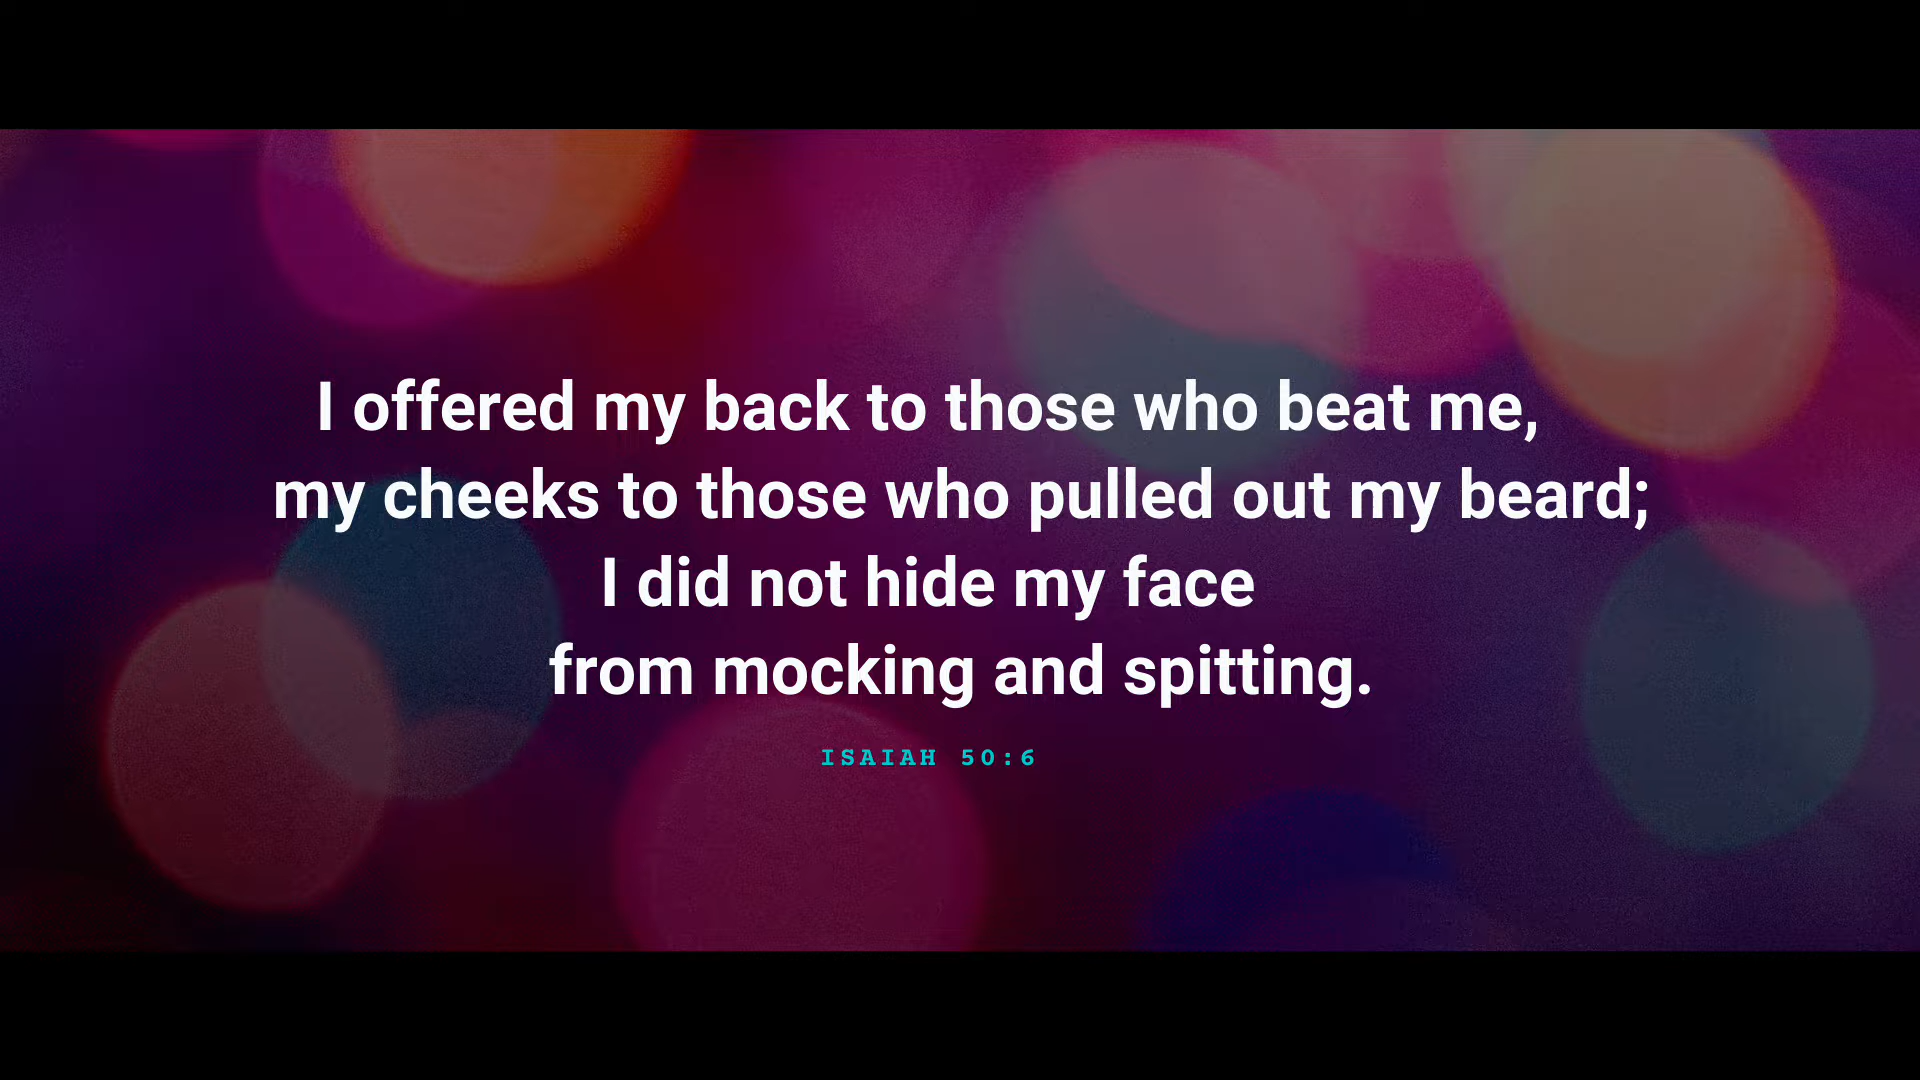 I offered my back to those who beat me,
my cheeks to those who pulled out my beard;
I did not hide my face
from mocking and spitting.
ISAIAH 50:6